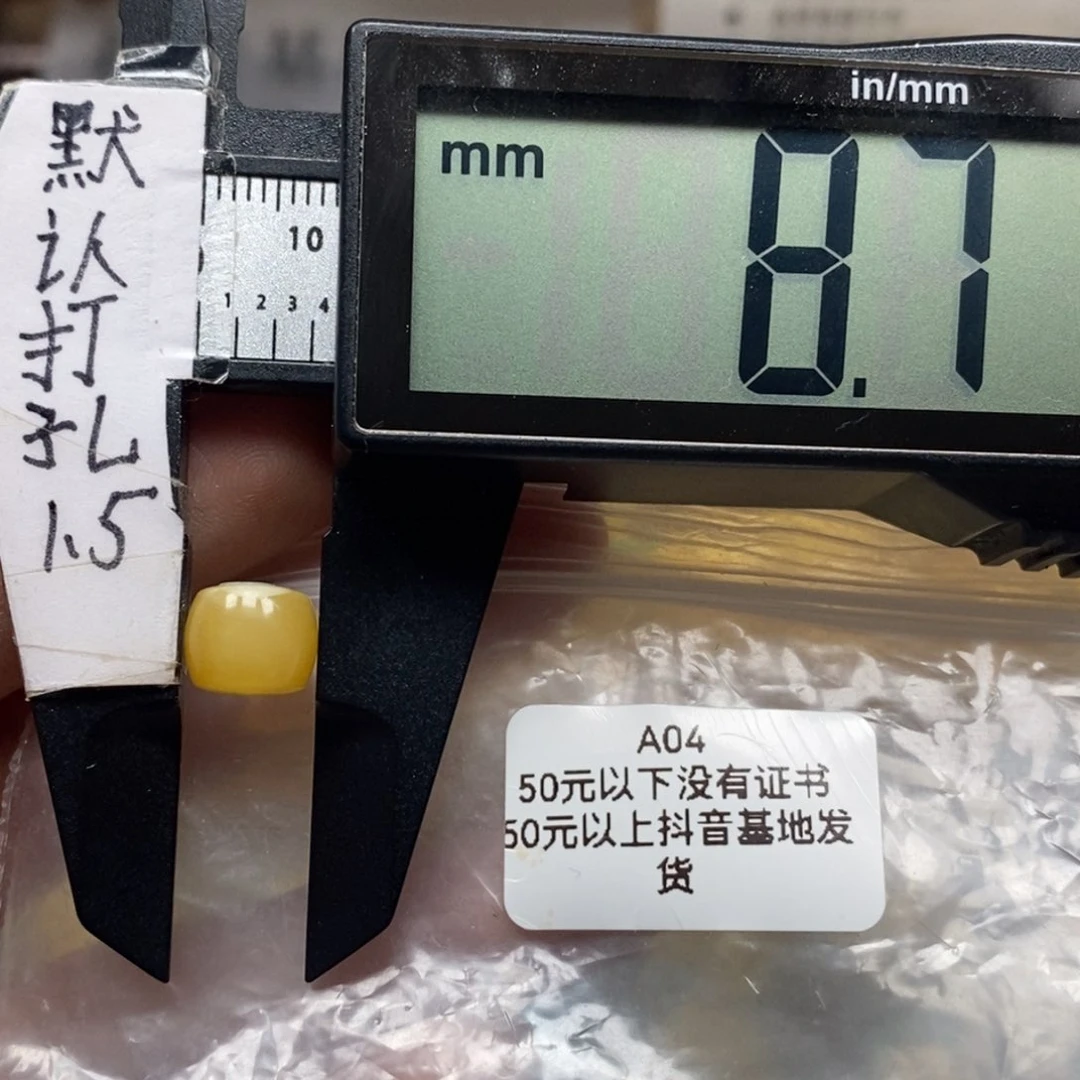 默
认
打
孔
1.5
in/mm
mm
8.7
10
1 2 3 4
A04
50元以下没有证书
50元以上抖音基地发
货